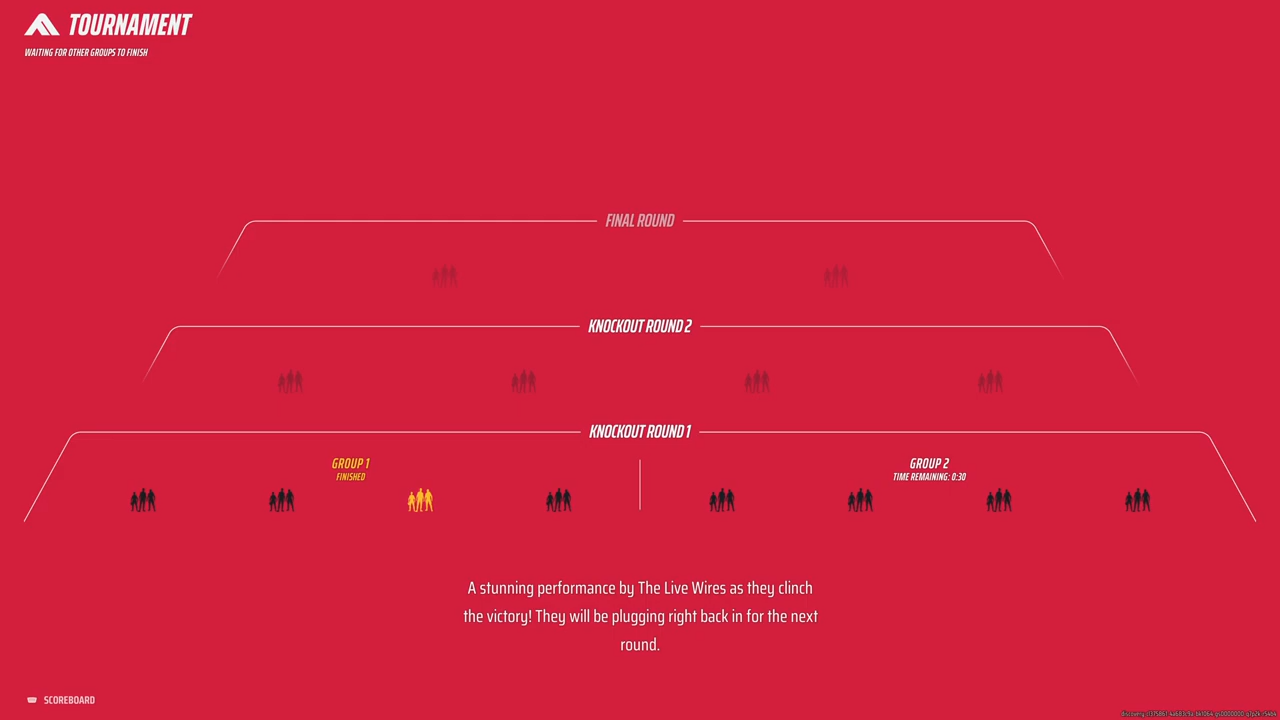 TOURNAMENT
WAITING FOR OTHER GROUPS TO FINISH
FINAL ROUND
KNOCKOUT ROUND 2
KNOCKOUT ROUND 1
GROUP 1
FINISHED
GROUP 2
TIME REMAINING: 0:30
A stunning performance by The Live Wires as they clinch
the victory! They will be plugging right back in for the next
round.
SCOREBOARD